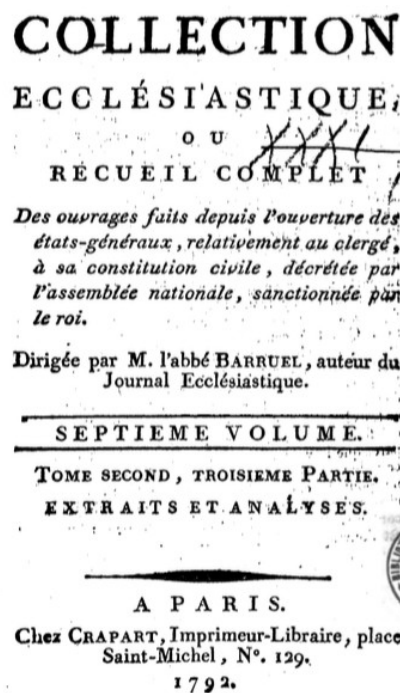 COLLECTION
ECCLÉSIASTIQUE,
OU
RECUEIL COMPLET
Des ouvrages faits depuis l'ouverture des
états-généraux, relativement au clergé,
à sa constitution civile, décrétée par
l'assemblée nationale, sanctionnée par
le roi.
Dirigée par M. l'abbé BARRUEL, auteur du
Journal Ecclésiastique.
SEPTIEME VOLUME.
TOME SECOND, TROISIEME PARTIE.
EXTRAITS ET ANALYSES.
A PARIS.
Chez CRAPART, Imprimeur-Libraire, place
Saint-Michel, N°. 129.
1792.